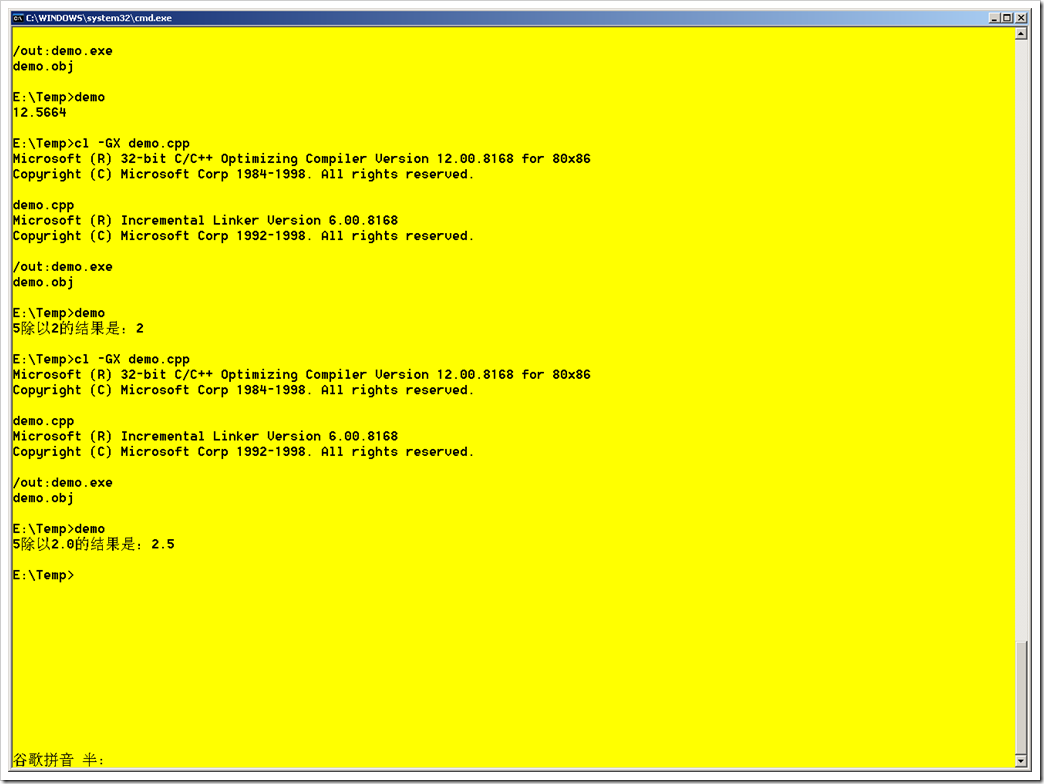 C:\WINDOWS\system32\cmd.exe
/out:demo.exe
demo.obj
E:\Temp>demo
12.5664
E:\Temp>cl -GX demo.cpp
Microsoft (R) 32-bit C/C++ Optimizing Compiler Version 12.00.8168 for 80x86
Copyright (C) Microsoft Corp 1984-1998. All rights reserved.
demo.cpp
Microsoft (R) Incremental Linker Version 6.00.8168
Copyright (C) Microsoft Corp 1992-1998. All rights reserved.
/out:demo.exe
demo.obj
E:\Temp>demo
5除以2的结果是：2
E:\Temp>cl -GX demo.cpp
Microsoft (R) 32-bit C/C++ Optimizing Compiler Version 12.00.8168 for 80x86
Copyright (C) Microsoft Corp 1984-1998. All rights reserved.
demo.cpp
Microsoft (R) Incremental Linker Version 6.00.8168
Copyright (C) Microsoft Corp 1992-1998. All rights reserved.
/out:demo.exe
demo.obj
E:\Temp>demo
5除以2.0的结果是：2.5
E:\Temp>
谷歌拼音 半：